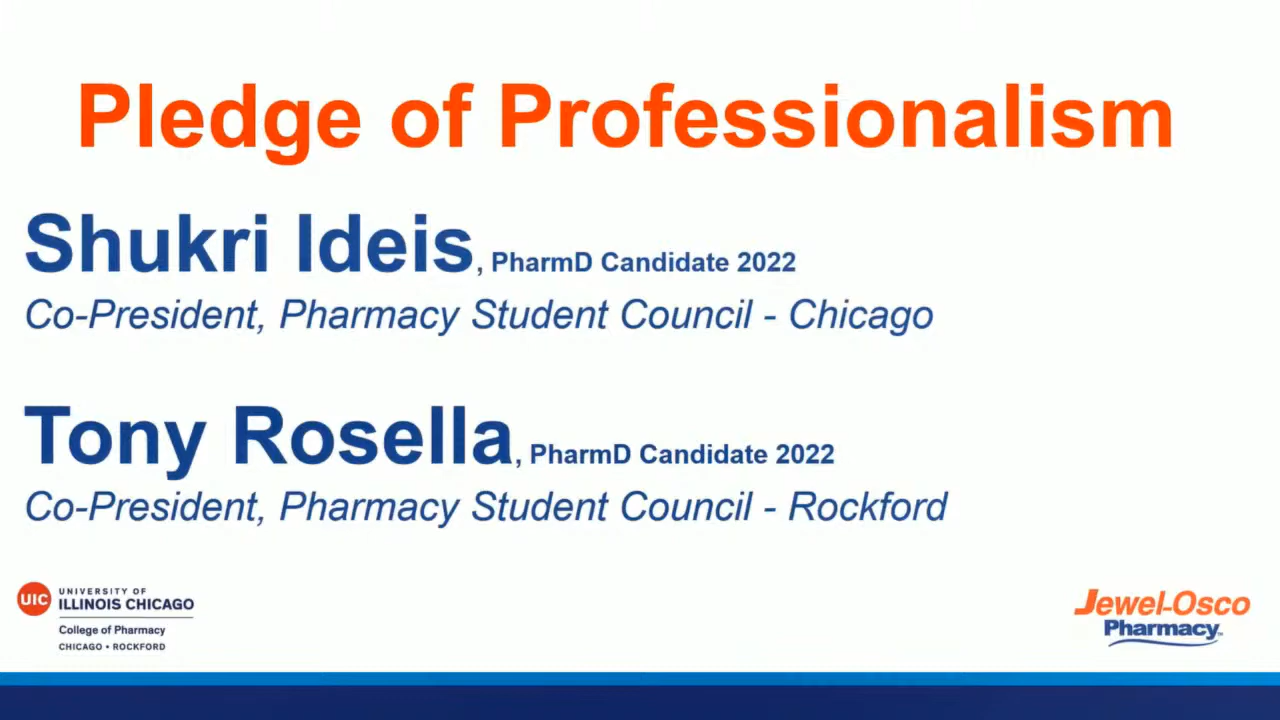 Pledge of Professionalism
Shukri Ideis, PharmD Candidate 2022
Co-President, Pharmacy Student Council - Chicago
Tony Rosella, PharmD Candidate 2022
Co-President, Pharmacy Student Council - Rockford
UIC
UNIVERSITY OF
ILLINOIS CHICAGO
College of Pharmacy
CHICAGO • ROCKFORD
Jewel-Osco
Pharmacy™